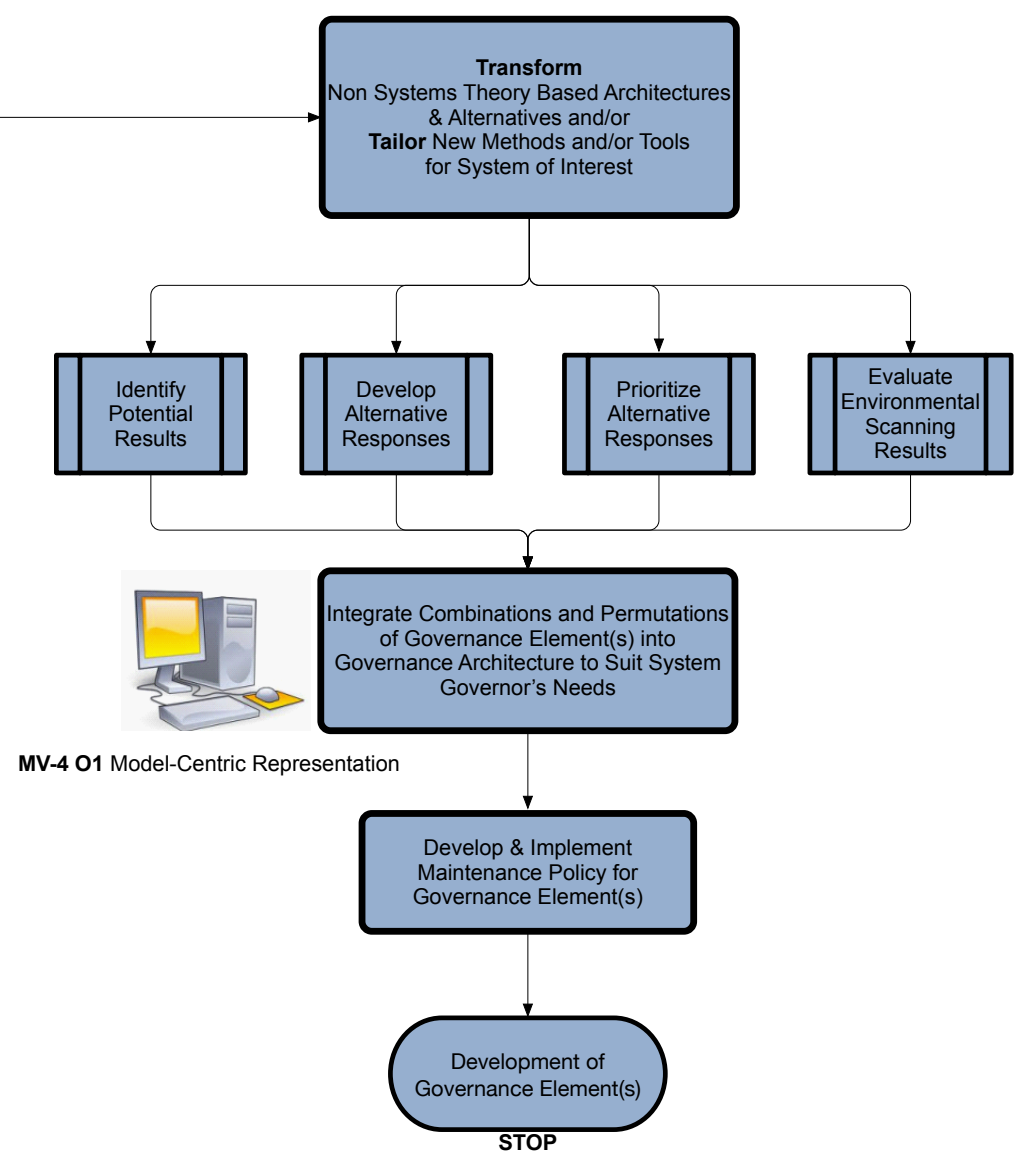 Transform
Non Systems Theory Based Architectures
& Alternatives and/or
Tailor New Methods and/or Tools
for System of Interest
Identify
Potential
Results
Develop
Alternative
Responses
Prioritize
Alternative
Responses
Evaluate
Environmental
Scanning
Results
Integrate Combinations and Permutations
of Governance Element(s) into
Governance Architecture to Suit System
Governor’s Needs
MV-4 O1 Model-Centric Representation
Develop & Implement
Maintenance Policy for
Governance Element(s)
Development of
Governance Element(s)
STOP